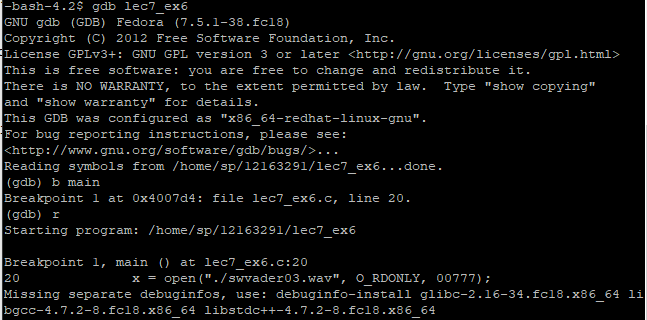 -bash-4.2$ gdb lec7_ex6
GNU gdb (GDB) Fedora (7.5.1-38.fc18)
Copyright (C) 2012 Free Software Foundation, Inc.
License GPLv3+: GNU GPL version 3 or later <http://gnu.org/licenses/gpl.html>
This is free software: you are free to change and redistribute it.
There is NO WARRANTY, to the extent permitted by law.  Type "show copying"
and "show warranty" for details.
This GDB was configured as "x86_64-redhat-linux-gnu".
For bug reporting instructions, please see:
<http://www.gnu.org/software/gdb/bugs/>...
Reading symbols from /home/sp/12163291/lec7_ex6...done.
(gdb) b main
Breakpoint 1 at 0x4007d4: file lec7_ex6.c, line 20.
(gdb) r
Starting program: /home/sp/12163291/lec7_ex6

Breakpoint 1, main () at lec7_ex6.c:20
20              x = open("./swvader03.wav", O_RDONLY, 00777);
Missing separate debuginfos, use: debuginfo-install glibc-2.16-34.fc18.x86_64 li
bgcc-4.7.2-8.fc18.x86_64 libstdc++-4.7.2-8.fc18.x86_64